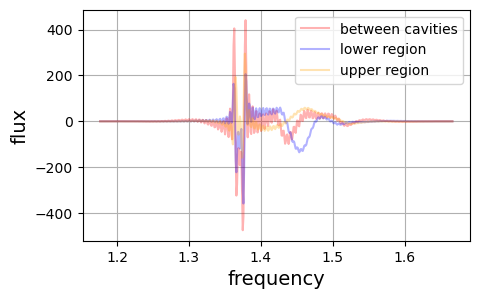 between cavities
lower region
upper region
flux
400
200
0
−200
−400
1.2 1.3 1.4 1.5 1.6
frequency